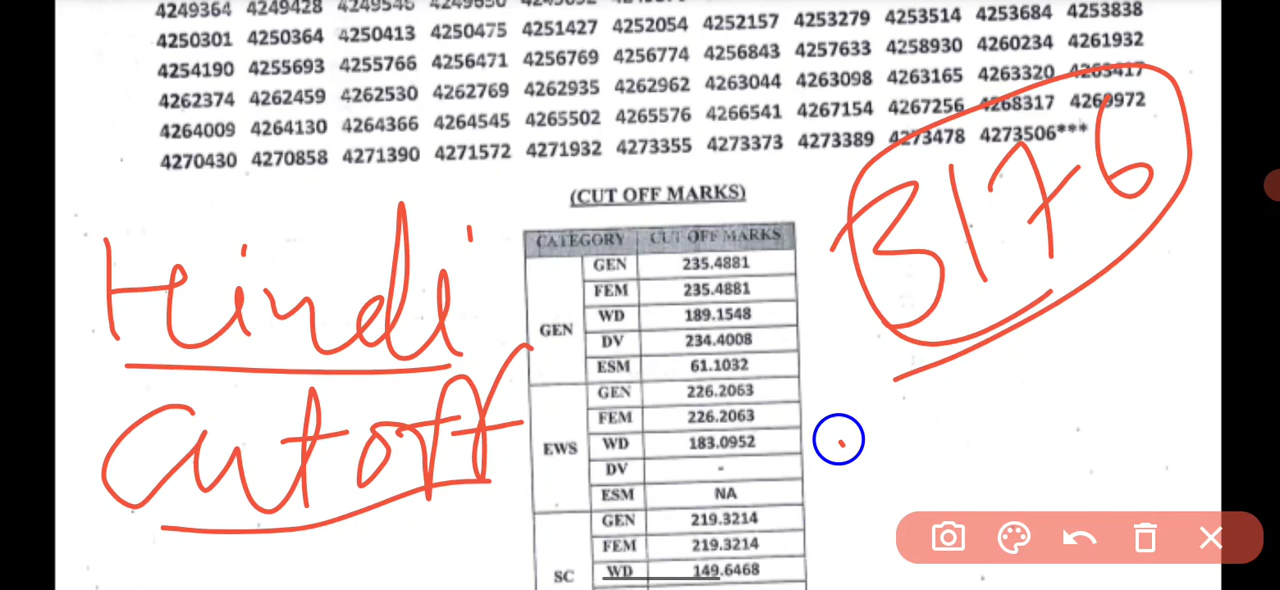 4249364 4249428
4250301 4250364 4250413 4250475 4251427 4252054 4252157 4253279 4253514 4253684 4253838
4254190 4255693 4255766 4256471 4256769 4256774 4256843 4257633 4258930 4260234 4261932
4262374 4262459 4262530 4262769 4262935 4262962 4263044 4263098 4263165 4263320 4263417
4264009 4264130 4264366 4264545 4265502 4265576 4266541 4267154 4267256 4268317 4269972
4270430 4270858 4271390 4271572 4271932 4273355 4273373 4273389 4273478 4273506***
3176
(CUT OFF MARKS)
Hindi
cutoff
CATEGORY CUT OFF MARKS
GEN
GEN 235.4881
FEM 235.4881
WD 189.1548
DV 234.4008
ESM 61.1032
EWS
GEN 226.2063
FEM 226.2063
WD 183.0952
DV -
ESM NA
SC
GEN 219.3214
FEM 219.3214
WD 149.6468